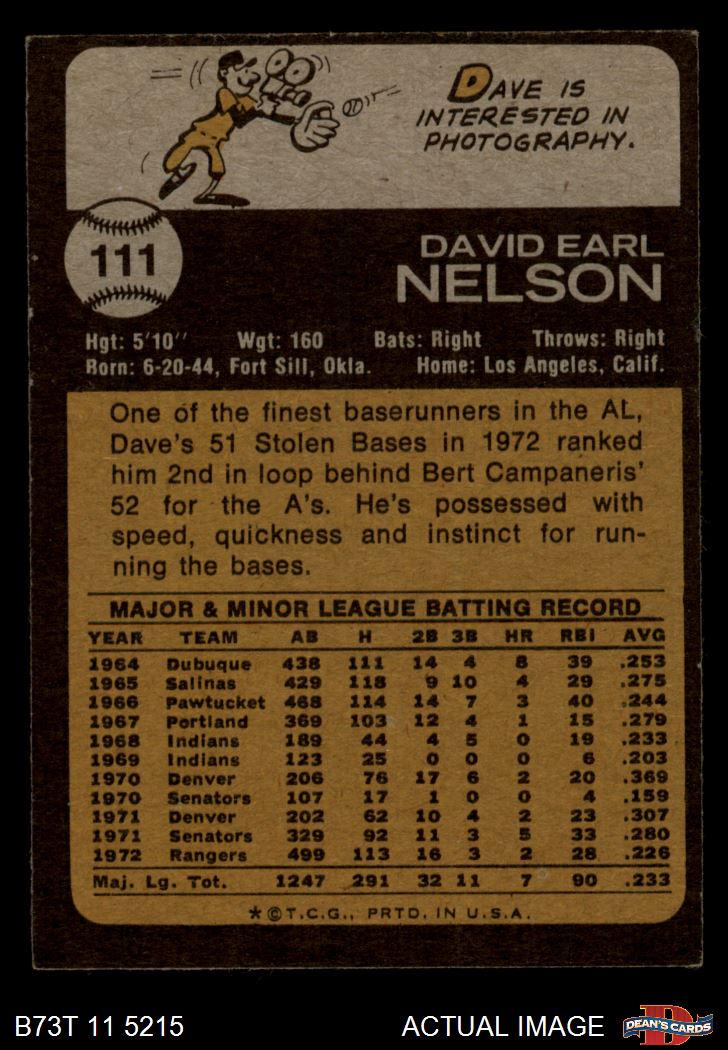 DAVE IS
INTERESTED IN
PHOTOGRAPHY.
111
DAVID EARL
NELSON
Hgt: 5'10'' Wgt: 160 Bats: Right Throws: Right
Born: 6-20-44, Fort Sill, Okla. Home: Los Angeles, Calif.
One of the finest baserunners in the AL,
Dave's 51 Stolen Bases in 1972 ranked
him 2nd in loop behind Bert Campaneris'
52 for the A's. He's possessed with
speed, quickness and instinct for run-
ning the bases.
MAJOR & MINOR LEAGUE BATTING RECORD
YEAR TEAM AB H 2B 3B HR RBI AVG
1964 Dubuque 438 111 14 4 8 39 .253
1965 Salinas 429 118 9 10 4 29 .275
1966 Pawtucket 468 114 14 7 3 40 .244
1967 Portland 369 103 12 4 1 15 .279
1968 Indians 189 44 4 5 0 19 .233
1969 Indians 123 25 0 0 0 6 .203
1970 Denver 206 76 17 6 2 20 .369
1970 Senators 107 17 1 0 0 4 .159
1971 Denver 202 62 10 4 2 23 .307
1971 Senators 329 92 11 3 5 33 .280
1972 Rangers 499 113 16 3 2 28 .226
Maj. Lg. Tot. 1247 291 32 11 7 90 .233
*©T.C.G., PRTD. IN U.S.A.
B73T 11 5215 ACTUAL IMAGE
D
DEAN'S CARDS